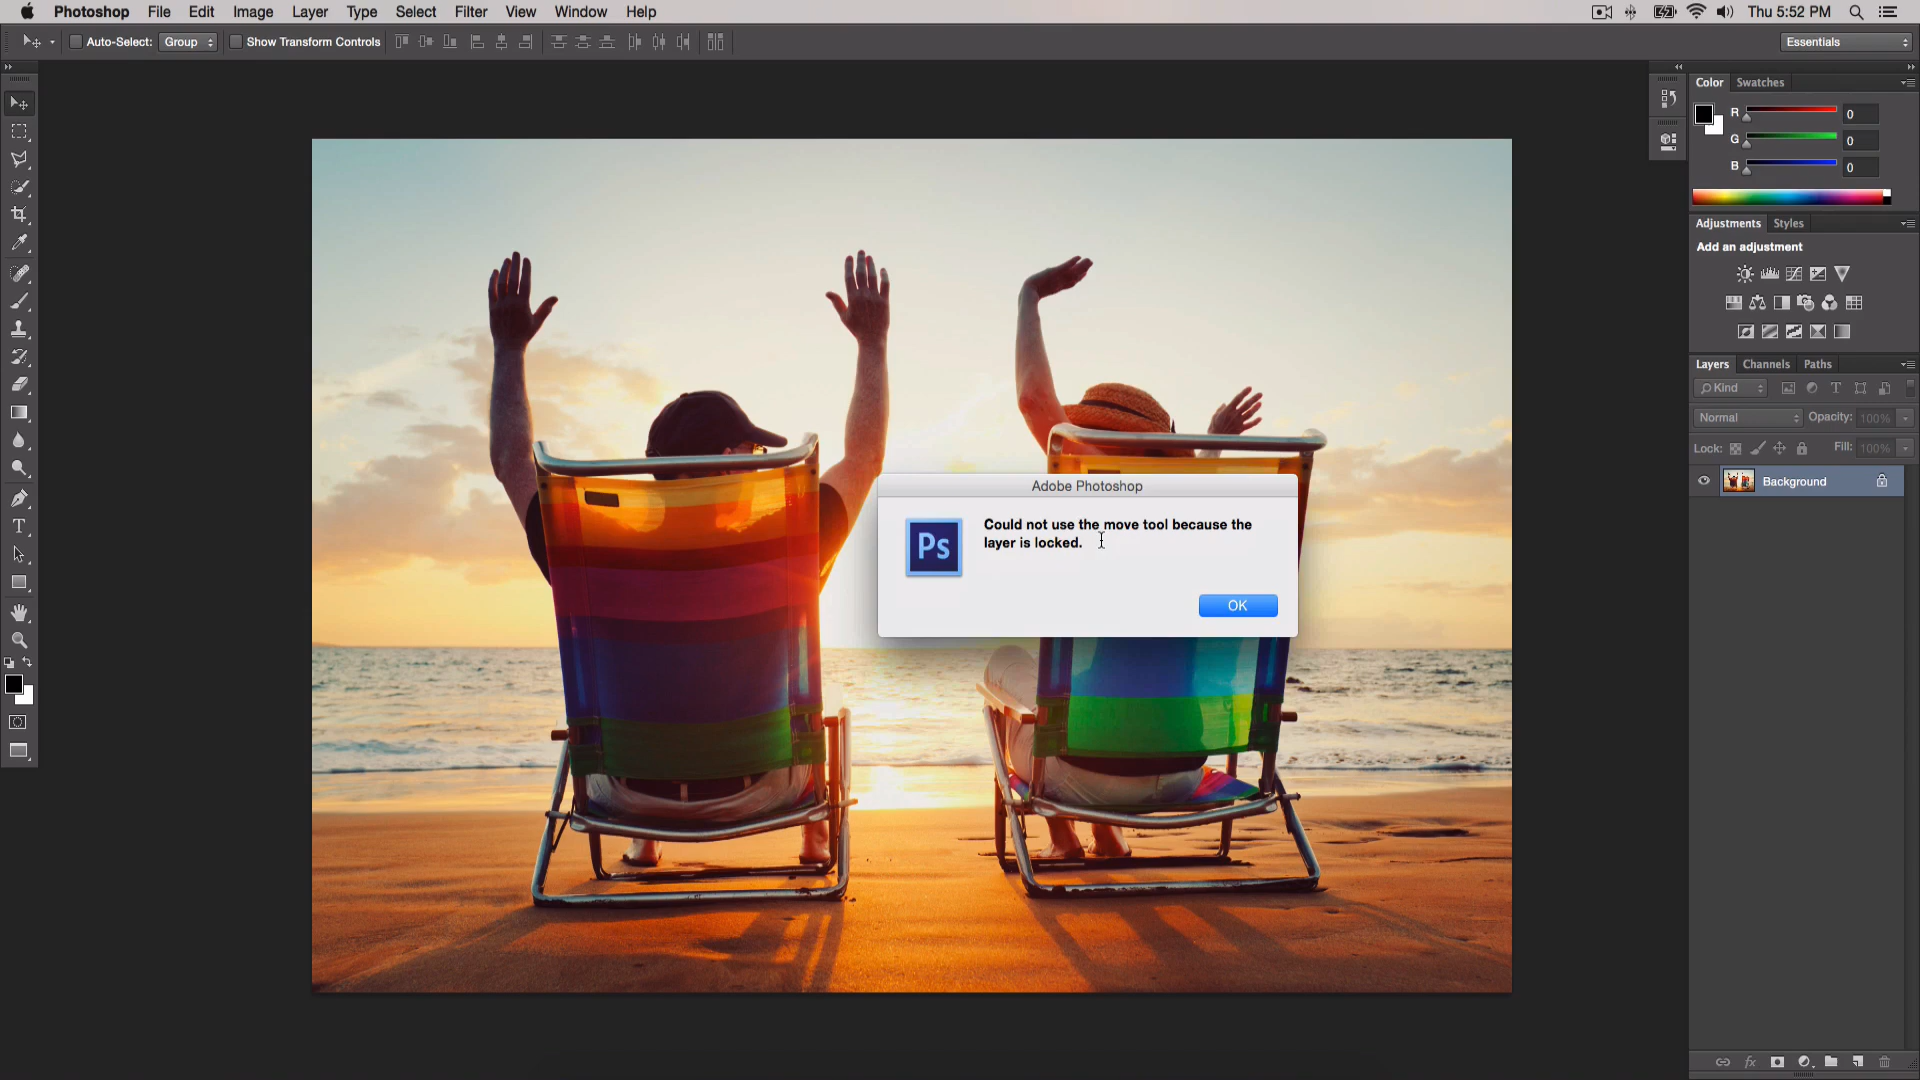 Photoshop File Edit Image Layer Type Select Filter View Window Help Thu 5:52 PM
Auto-Select: Group Show Transform Controls Essentials
Color Swatches
R 0
G 0
B 0
Adjustments Styles
Add an adjustment
Layers Channels Paths
Kind
Normal Opacity: 100%
Lock: Fill: 100%
Background
Adobe Photoshop
Ps
Could not use the move tool because the
layer is locked.
OK
T
fx